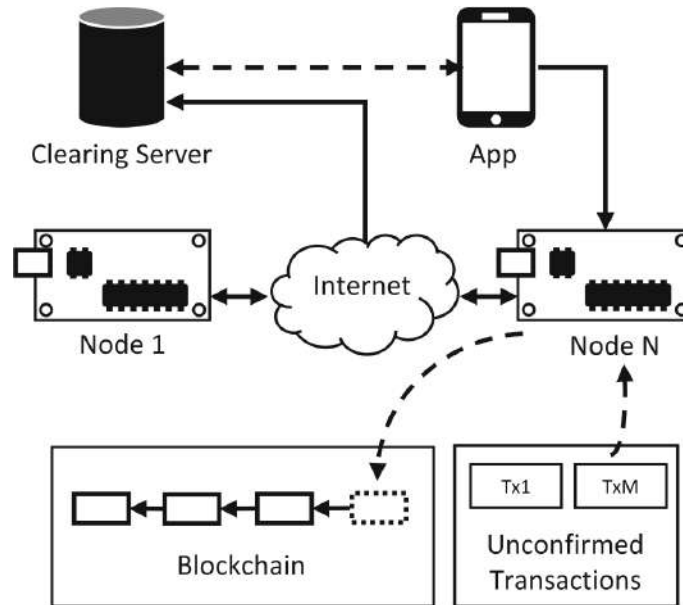 Clearing Server
App
Internet
Node 1
Node N
Tx1
TxM
Blockchain
Unconfirmed
Transactions